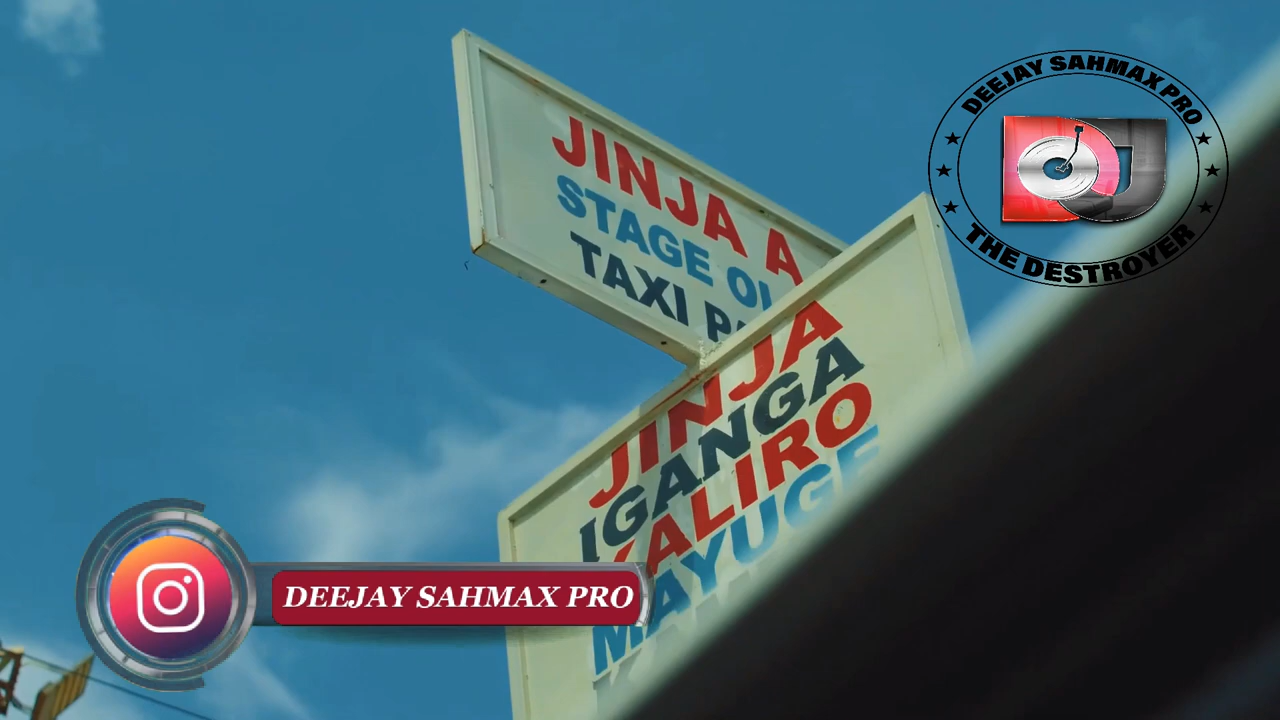 JINJA A
STAGE
TAXI
JINJA
IGANGA
KALIRO
MAYUGE
DEEJAY SAHMAX PRO
THE DESTROYER
DEEJAY SAHMAX PRO